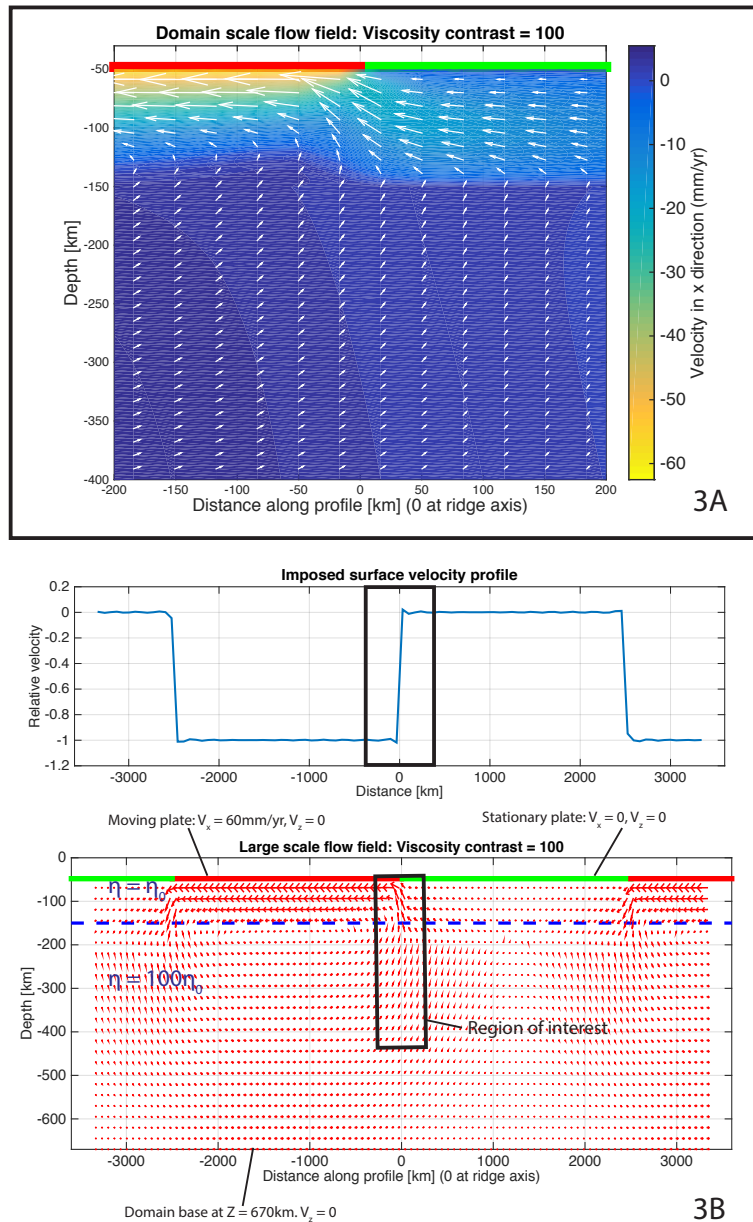 Domain scale flow field: Viscosity contrast = 100
-50
-100
-150
-200
-250
-300
-350
-400
Depth [km]
-200
-150
-100
-50
0
50
100
150
200
Distance along profile [km] (0 at ridge axis)
0
-10
-20
-30
-40
-50
-60
Velocity in x direction (mm/yr)
3A
Imposed surface velocity profile
0.2
0
-0.2
-0.4
-0.6
-0.8
-1
-1.2
Relative velocity
-3000
-2000
-1000
0
1000
2000
3000
Distance [km]
Moving plate: Vx = 60mm/yr, Vz = 0
Stationary plate: Vx = 0, Vz = 0
Large scale flow field: Viscosity contrast = 100
0
-100
-200
-300
-400
-500
-600
Depth [km]
η = η0
η = 100η0
Region of interest
-3000
-2000
-1000
0
1000
2000
3000
Distance along profile [km] (0 at ridge axis)
Domain base at Z = 670km. Vz = 0
3B